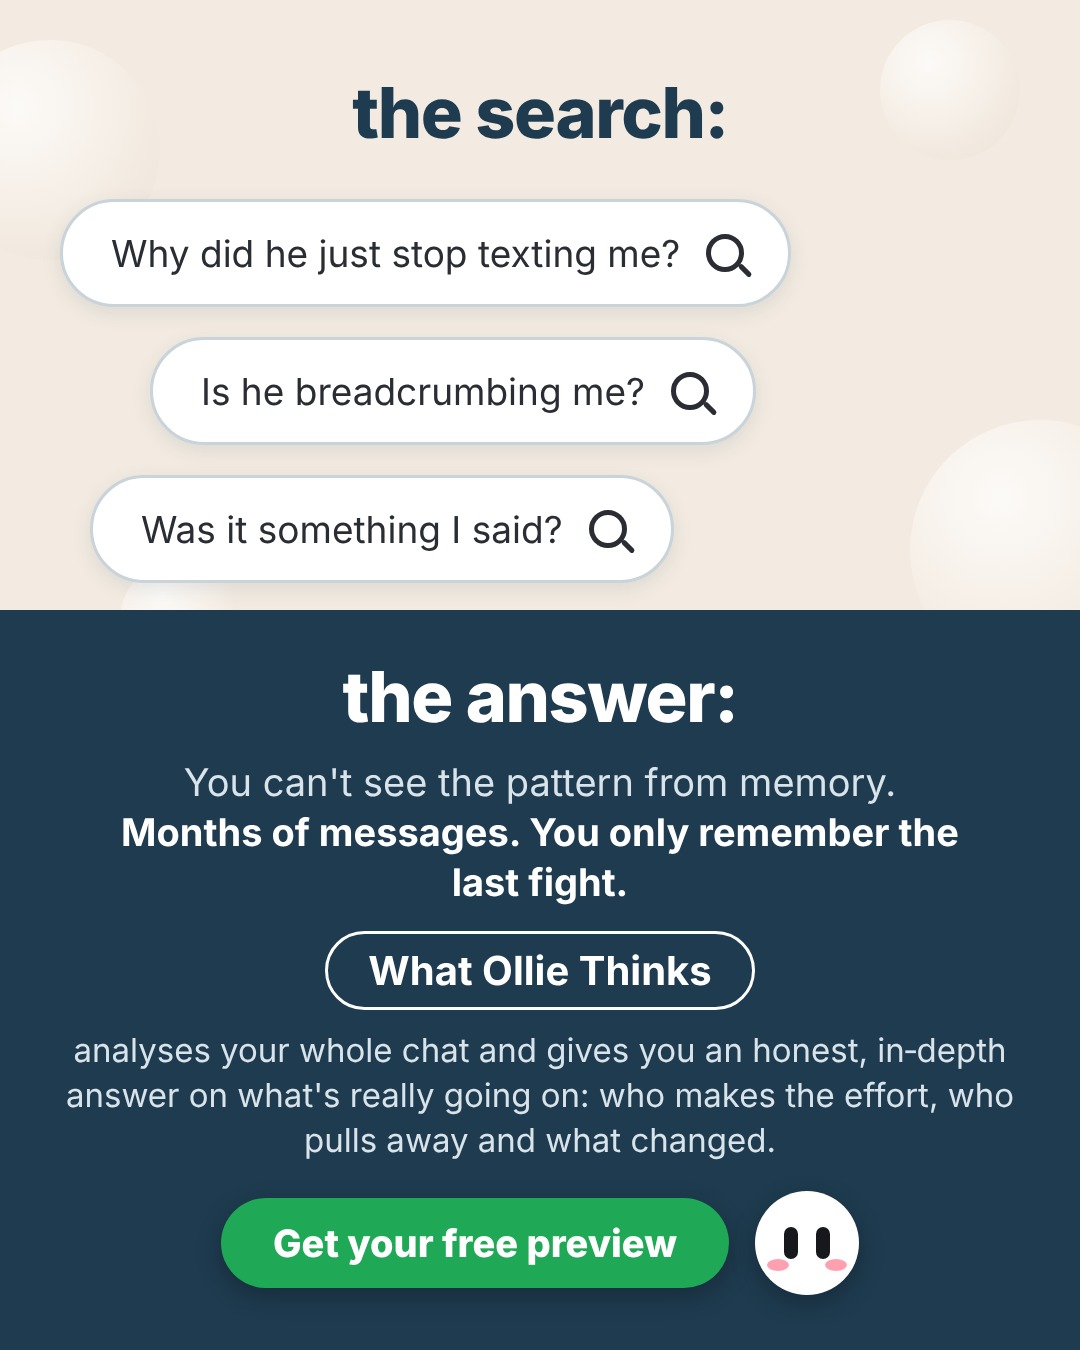 the search:
Why did he just stop texting me?
Is he breadcrumbing me?
Was it something I said?
the answer:
You can't see the pattern from memory.
Months of messages. You only remember the
last fight.
What Ollie Thinks
analyses your whole chat and gives you an honest, in-depth
answer on what's really going on: who makes the effort, who
pulls away and what changed.
Get your free preview